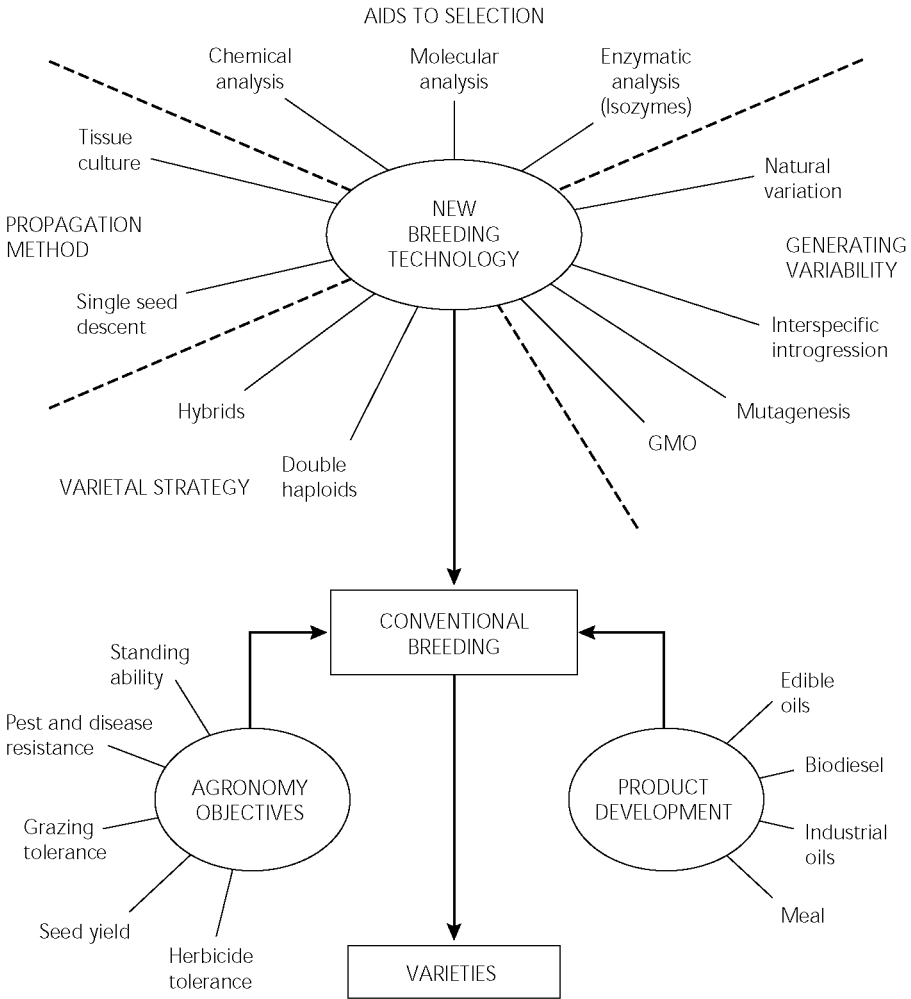 AIDS TO SELECTION
Chemical
analysis
Molecular
analysis
Enzymatic
analysis
(Isozymes)
Tissue
culture
Natural
variation
PROPAGATION
METHOD
NEW
BREEDING
TECHNOLOGY
GENERATING
VARIABILITY
Single seed
descent
Interspecific
introgression
Hybrids
Mutagenesis
GMO
Double
haploids
VARIETAL STRATEGY
CONVENTIONAL
BREEDING
Standing
ability
Pest and disease
resistance
AGRONOMY
OBJECTIVES
Grazing
tolerance
Seed yield
Herbicide
tolerance
Edible
oils
Biodiesel
PRODUCT
DEVELOPMENT
Industrial
oils
Meal
VARIETIES